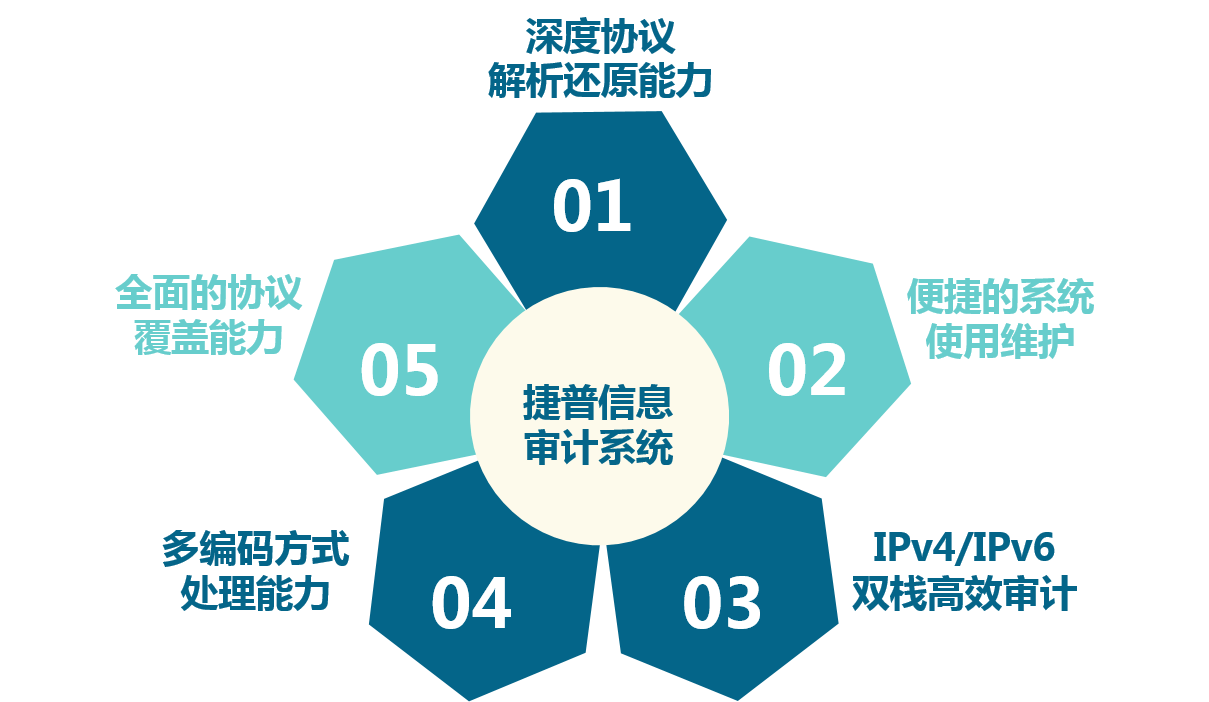 深度协议
解析还原能力
01
便捷的系统
使用维护
02
IPv4/IPv6
双栈高效审计
03
多编码方式
处理能力
04
全面的协议
覆盖能力
05
捷普信息
审计系统